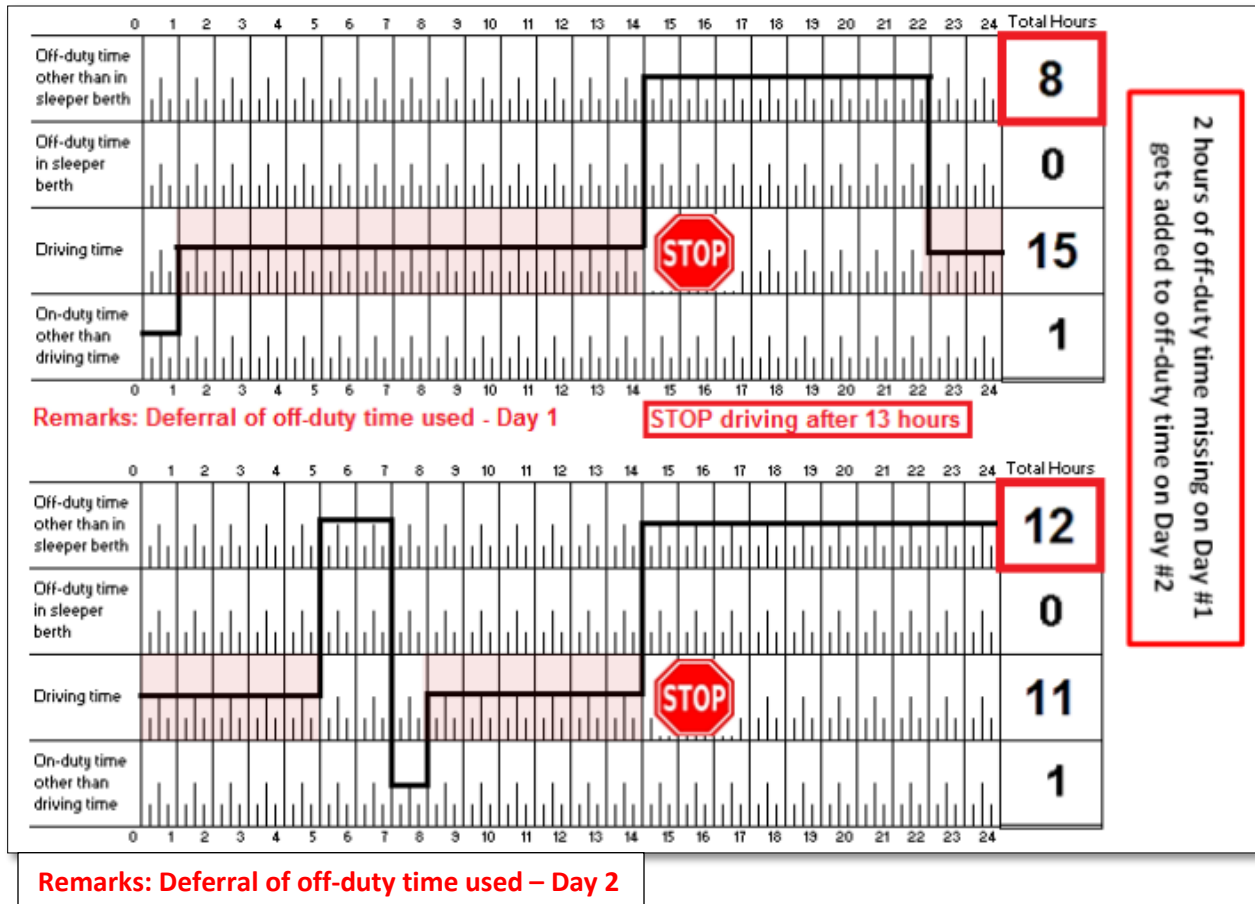 0 1 2 3 4 5 6 7 8 9 10 11 12 13 14 15 16 17 18 19 20 21 22 23 24 Total Hours
Off-duty time
other than in
sleeper berth
8
Off-duty time
in sleeper
berth
0
Driving time
STOP
15
On-duty time
other than
driving time
1
0 1 2 3 4 5 6 7 8 9 10 11 12 13 14 15 16 17 18 19 20 21 22 23 24
Remarks: Deferral of off-duty time used - Day 1
STOP driving after 13 hours
0 1 2 3 4 5 6 7 8 9 10 11 12 13 14 15 16 17 18 19 20 21 22 23 24 Total Hours
Off-duty time
other than in
sleeper berth
12
Off-duty time
in sleeper
berth
0
Driving time
STOP
11
On-duty time
other than
driving time
1
0 1 2 3 4 5 6 7 8 9 10 11 12 13 14 15 16 17 18 19 20 21 22 23 24
Remarks: Deferral of off-duty time used – Day 2
2 hours of off-duty time missing on Day #1
gets added to off-duty time on Day #2